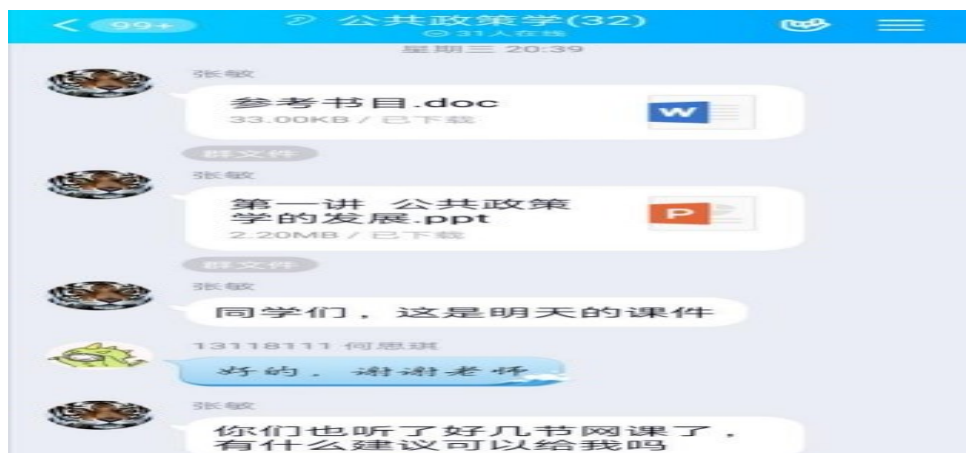 99+
公共政策学(32)
31人在线
星期三 20:39
张敏
参考书目.doc
33.00KB / 已下载
群文件
张敏
第一讲 公共政策
学的发展.ppt
2.20MB / 已下载
群文件
张敏
同学们，这是明天的课件
13118111 何思琪
好的，谢谢老师
张敏
你们也听了好几节网课了，
有什么建议可以给我吗